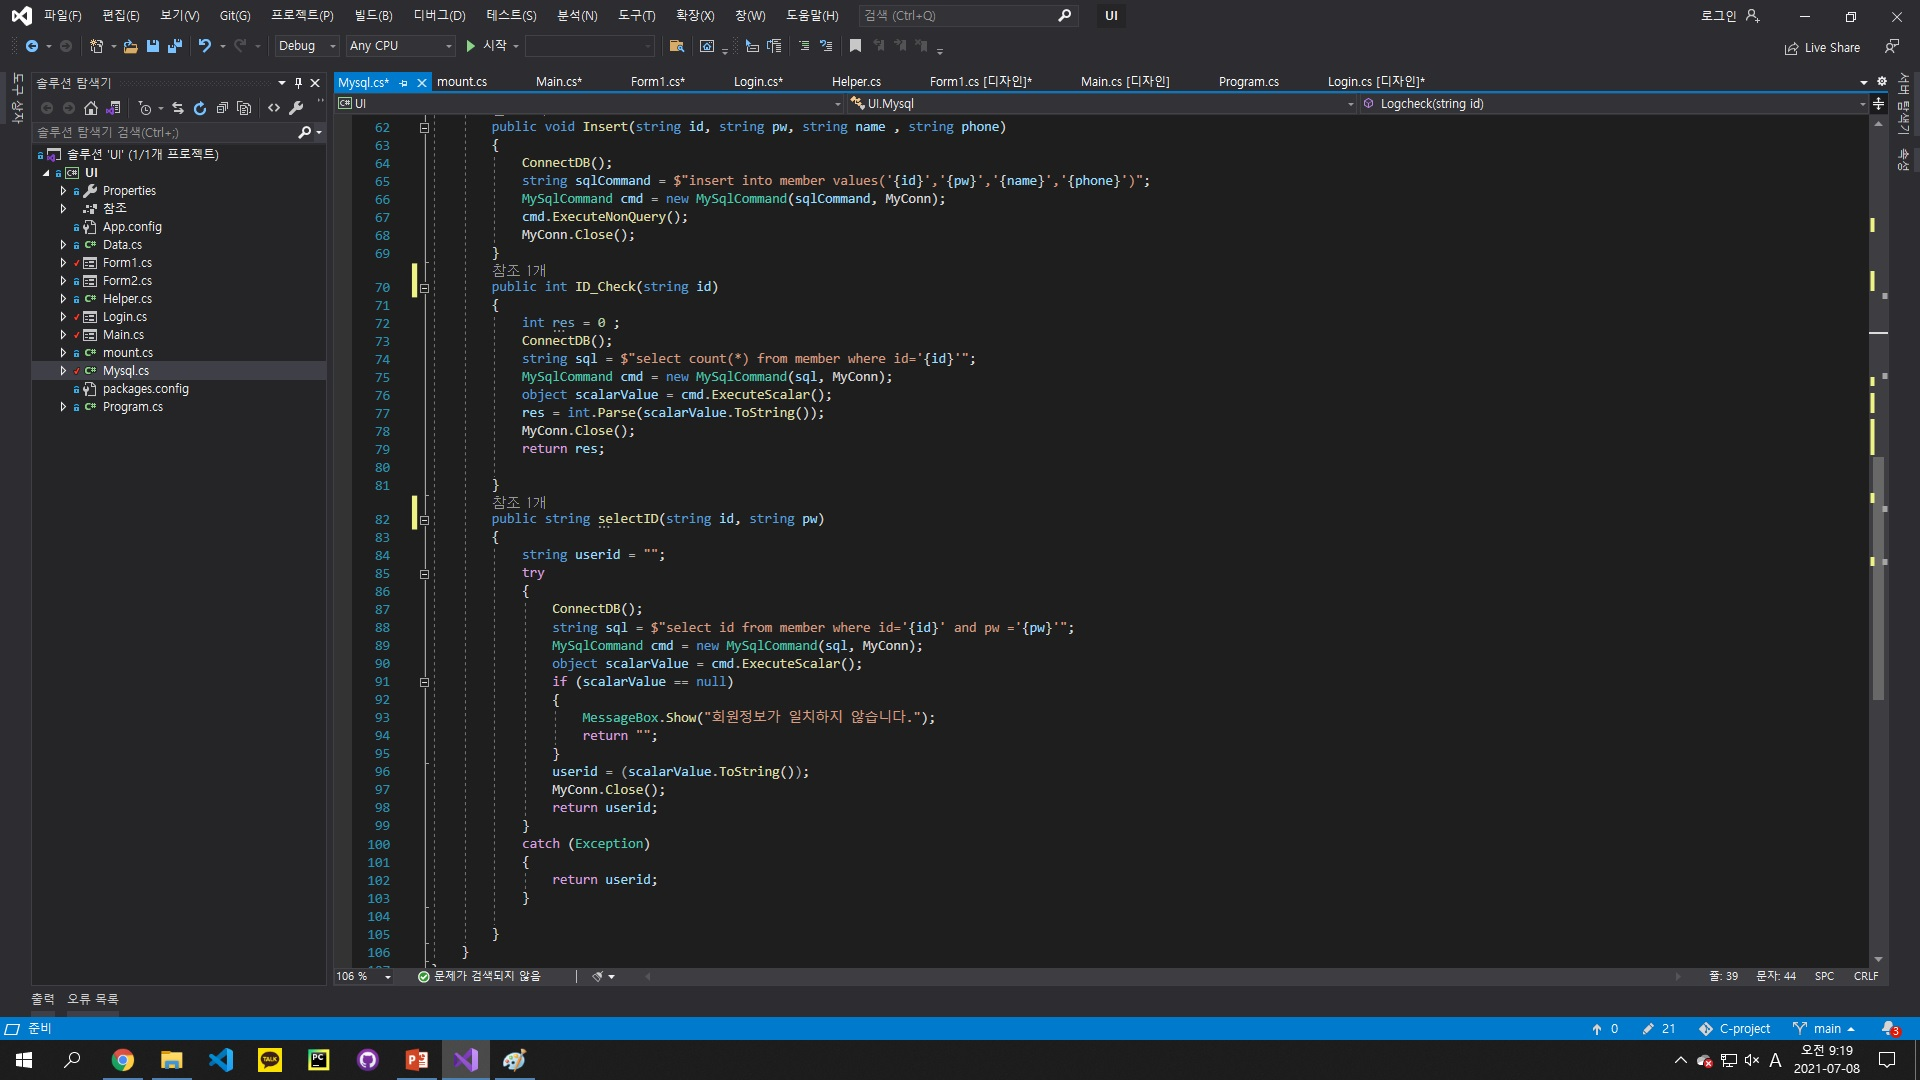 파일(F) 편집(E) 보기(V) Git(G) 프로젝트(P) 빌드(B) 디버그(D) 테스트(S) 분석(N) 도구(T) 확장(X) 창(W) 도움말(H) 검색 (Ctrl+Q) UI 로그인
Debug Any CPU 시작 Live Share
도구 상자
솔루션 탐색기
솔루션 탐색기 검색(Ctrl+;)
솔루션 'UI' (1/1개 프로젝트)
UI
Properties
참조
App.config
Data.cs
Form1.cs
Form2.cs
Helper.cs
Login.cs
Main.cs
mount.cs
Mysql.cs
packages.config
Program.cs
Mysql.cs* mount.cs Main.cs* Form1.cs* Login.cs* Helper.cs Form1.cs [디자인]* Main.cs [디자인] Program.cs Login.cs [디자인]*
UI UI.Mysql Logcheck(string id)
62 public void Insert(string id, string pw, string name , string phone)
63 {
64 ConnectDB();
65 string sqlCommand = $"insert into member values('{id}','{pw}','{name}','{phone}')";
66 MySqlCommand cmd = new MySqlCommand(sqlCommand, MyConn);
67 cmd.ExecuteNonQuery();
68 MyConn.Close();
69 }
참조 1개
70 public int ID_Check(string id)
71 {
72 int res = 0 ;
73 ConnectDB();
74 string sql = $"select count(*) from member where id='{id}'";
75 MySqlCommand cmd = new MySqlCommand(sql, MyConn);
76 object scalarValue = cmd.ExecuteScalar();
77 res = int.Parse(scalarValue.ToString());
78 MyConn.Close();
79 return res;
80
81 }
참조 1개
82 public string selectID(string id, string pw)
83 {
84 string userid = "";
85 try
86 {
87 ConnectDB();
88 string sql = $"select id from member where id='{id}' and pw ='{pw}'";
89 MySqlCommand cmd = new MySqlCommand(sql, MyConn);
90 object scalarValue = cmd.ExecuteScalar();
91 if (scalarValue == null)
92 {
93 MessageBox.Show("회원정보가 일치하지 않습니다.");
94 return "";
95 }
96 userid = (scalarValue.ToString());
97 MyConn.Close();
98 return userid;
99 }
100 catch (Exception)
101 {
102 return userid;
103 }
104
105 }
106 }
서버 탐색기
속성
106 % 문제가 검색되지 않음 줄: 39 문자: 44 SPC CRLF
출력 오류 목록
준비 0 21 C-project main 3
TALK PC A 오전 9:19
2021-07-08